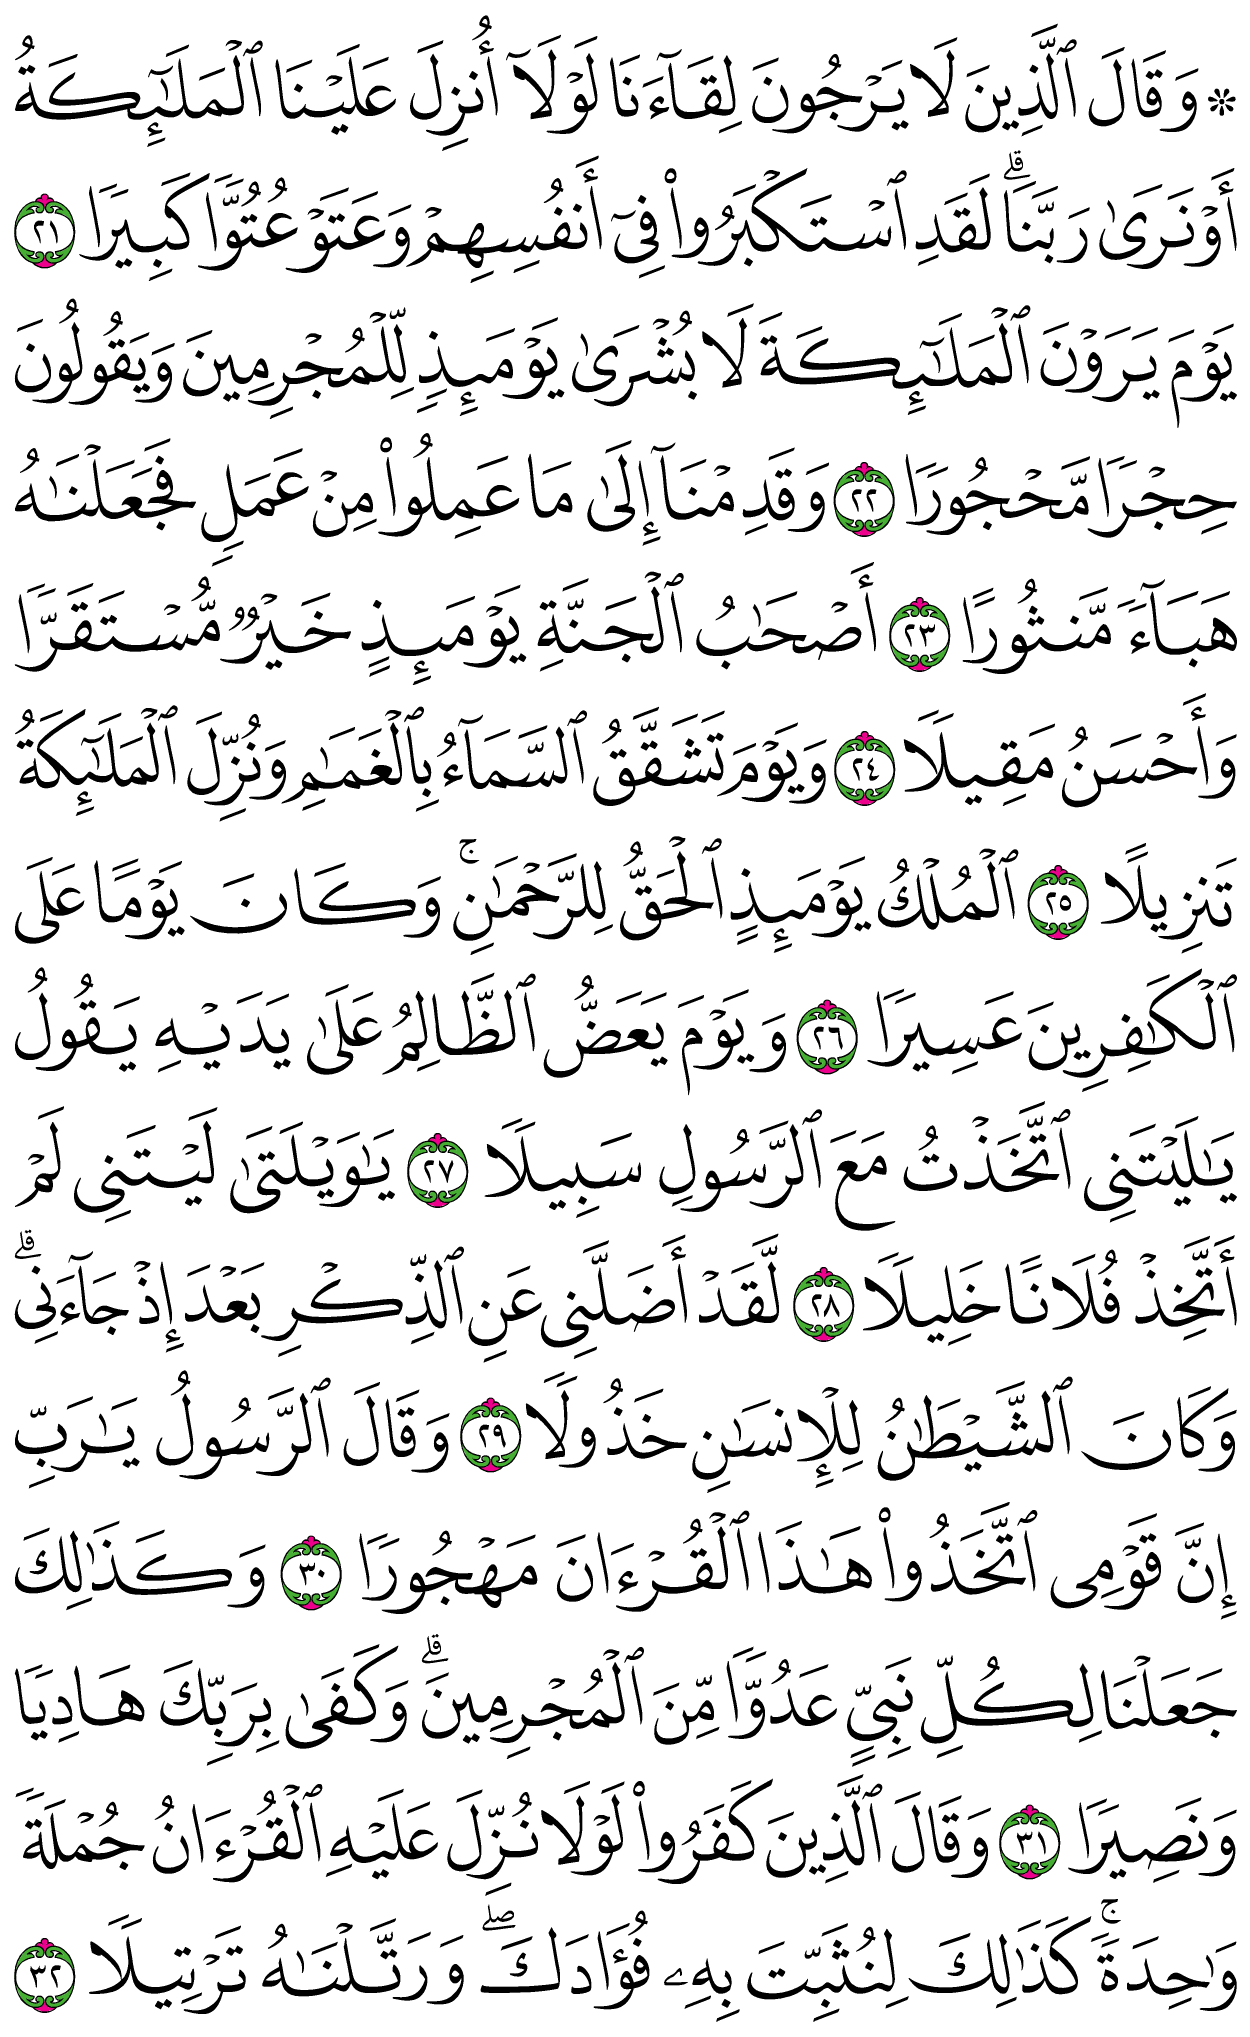 ۞ وَقَالَ ٱلَّذِينَ لَا يَرْجُونَ لِقَآءَنَا لَوْلَآ أُنزِلَ عَلَيْنَا ٱلْمَلَـٰٓئِكَةُ
أَوْ نَرَىٰ رَبَّنَا ۗ لَقَدِ ٱسْتَكْبَرُوا۟ فِىٓ أَنفُسِهِمْ وَعَتَوْ عُتُوًّا كَبِيرًا ٢١
يَوْمَ يَرَوْنَ ٱلْمَلَـٰٓئِكَةَ لَا بُشْرَىٰ يَوْمَئِذٍ لِّلْمُجْرِمِينَ وَيَقُولُونَ
حِجْرًا مَّحْجُورًا ٢٢ وَقَدِمْنَآ إِلَىٰ مَا عَمِلُوا۟ مِنْ عَمَلٍ فَجَعَلْنَـٰهُ
هَبَآءً مَّنثُورًا ٢٣ أَصْحَـٰبُ ٱلْجَنَّةِ يَوْمَئِذٍ خَيْرٌ مُّسْتَقَرًّا
وَأَحْسَنُ مَقِيلًا ٢٤ وَيَوْمَ تَشَقَّقُ ٱلسَّمَآءُ بِٱلْغَمَـٰمِ وَنُزِّلَ ٱلْمَلَـٰٓئِكَةُ
تَنزِيلًا ٢٥ ٱلْمُلْكُ يَوْمَئِذٍ ٱلْحَقُّ لِلرَّحْمَـٰنِ ۚ وَكَانَ يَوْمًا عَلَى
ٱلْكَـٰفِرِينَ عَسِيرًا ٢٦ وَيَوْمَ يَعَضُّ ٱلظَّالِمُ عَلَىٰ يَدَيْهِ يَقُولُ
يَـٰلَيْتَنِى ٱتَّخَذْتُ مَعَ ٱلرَّسُولِ سَبِيلًا ٢٧ يَـٰوَيْلَتَىٰ لَيْتَنِى لَمْ
أَتَّخِذْ فُلَانًا خَلِيلًا ٢٨ لَّقَدْ أَضَلَّنِى عَنِ ٱلذِّكْرِ بَعْدَ إِذْ جَآءَنِى ۗ
وَكَانَ ٱلشَّيْطَـٰنُ لِلْإِنسَـٰنِ خَذُولًا ٢٩ وَقَالَ ٱلرَّسُولُ يَـٰرَبِّ
إِنَّ قَوْمِى ٱتَّخَذُوا۟ هَـٰذَا ٱلْقُرْءَانَ مَهْجُورًا ٣٠ وَكَذَٰلِكَ
جَعَلْنَا لِكُلِّ نَبِىٍّ عَدُوًّا مِّنَ ٱلْمُجْرِمِينَ ۗ وَكَفَىٰ بِرَبِّكَ هَادِيًا
وَنَصِيرًا ٣١ وَقَالَ ٱلَّذِينَ كَفَرُوا۟ لَوْلَا نُزِّلَ عَلَيْهِ ٱلْقُرْءَانُ جُمْلَةً
وَٰحِدَةً ۚ كَذَٰلِكَ لِنُثَبِّتَ بِهِۦ فُؤَادَكَ ۖ وَرَتَّلْنَـٰهُ تَرْتِيلًا ٣٢